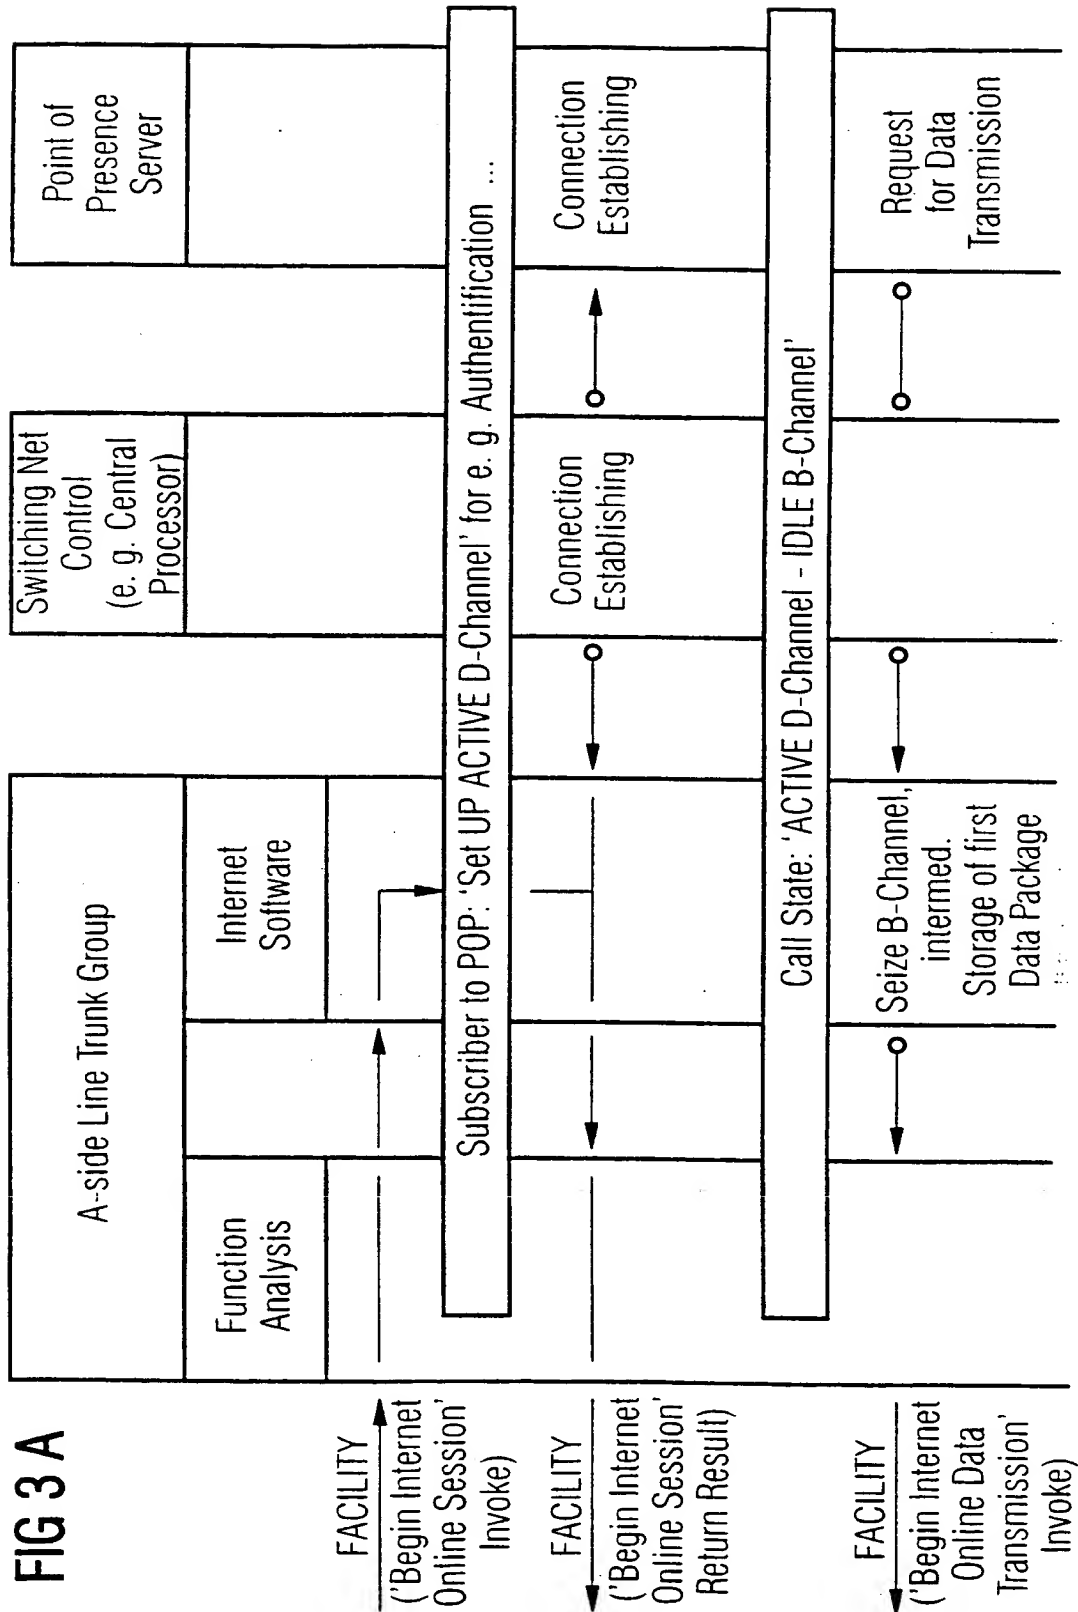 FIG 3 A
A-side Line Trunk Group
Function
Analysis
Internet
Software
Switching Net
Control
(e. g. Central
Processor)
Point of
Presence
Server
FACILITY
('Begin Internet
Online Session'
Invoke)
Subscriber to POP: 'Set UP ACTIVE D-Channel' for e. g. Authentification ...
FACILITY
('Begin Internet
Online Session'
Return Result)
Connection
Establishing
Connection
Establishing
Call State: 'ACTIVE D-Channel - IDLE B-Channel'
FACILITY
('Begin Internet
Online Data
Transmission'
Invoke)
Seize B-Channel,
intermed.
Storage of first
Data Package
Request
for Data
Transmission